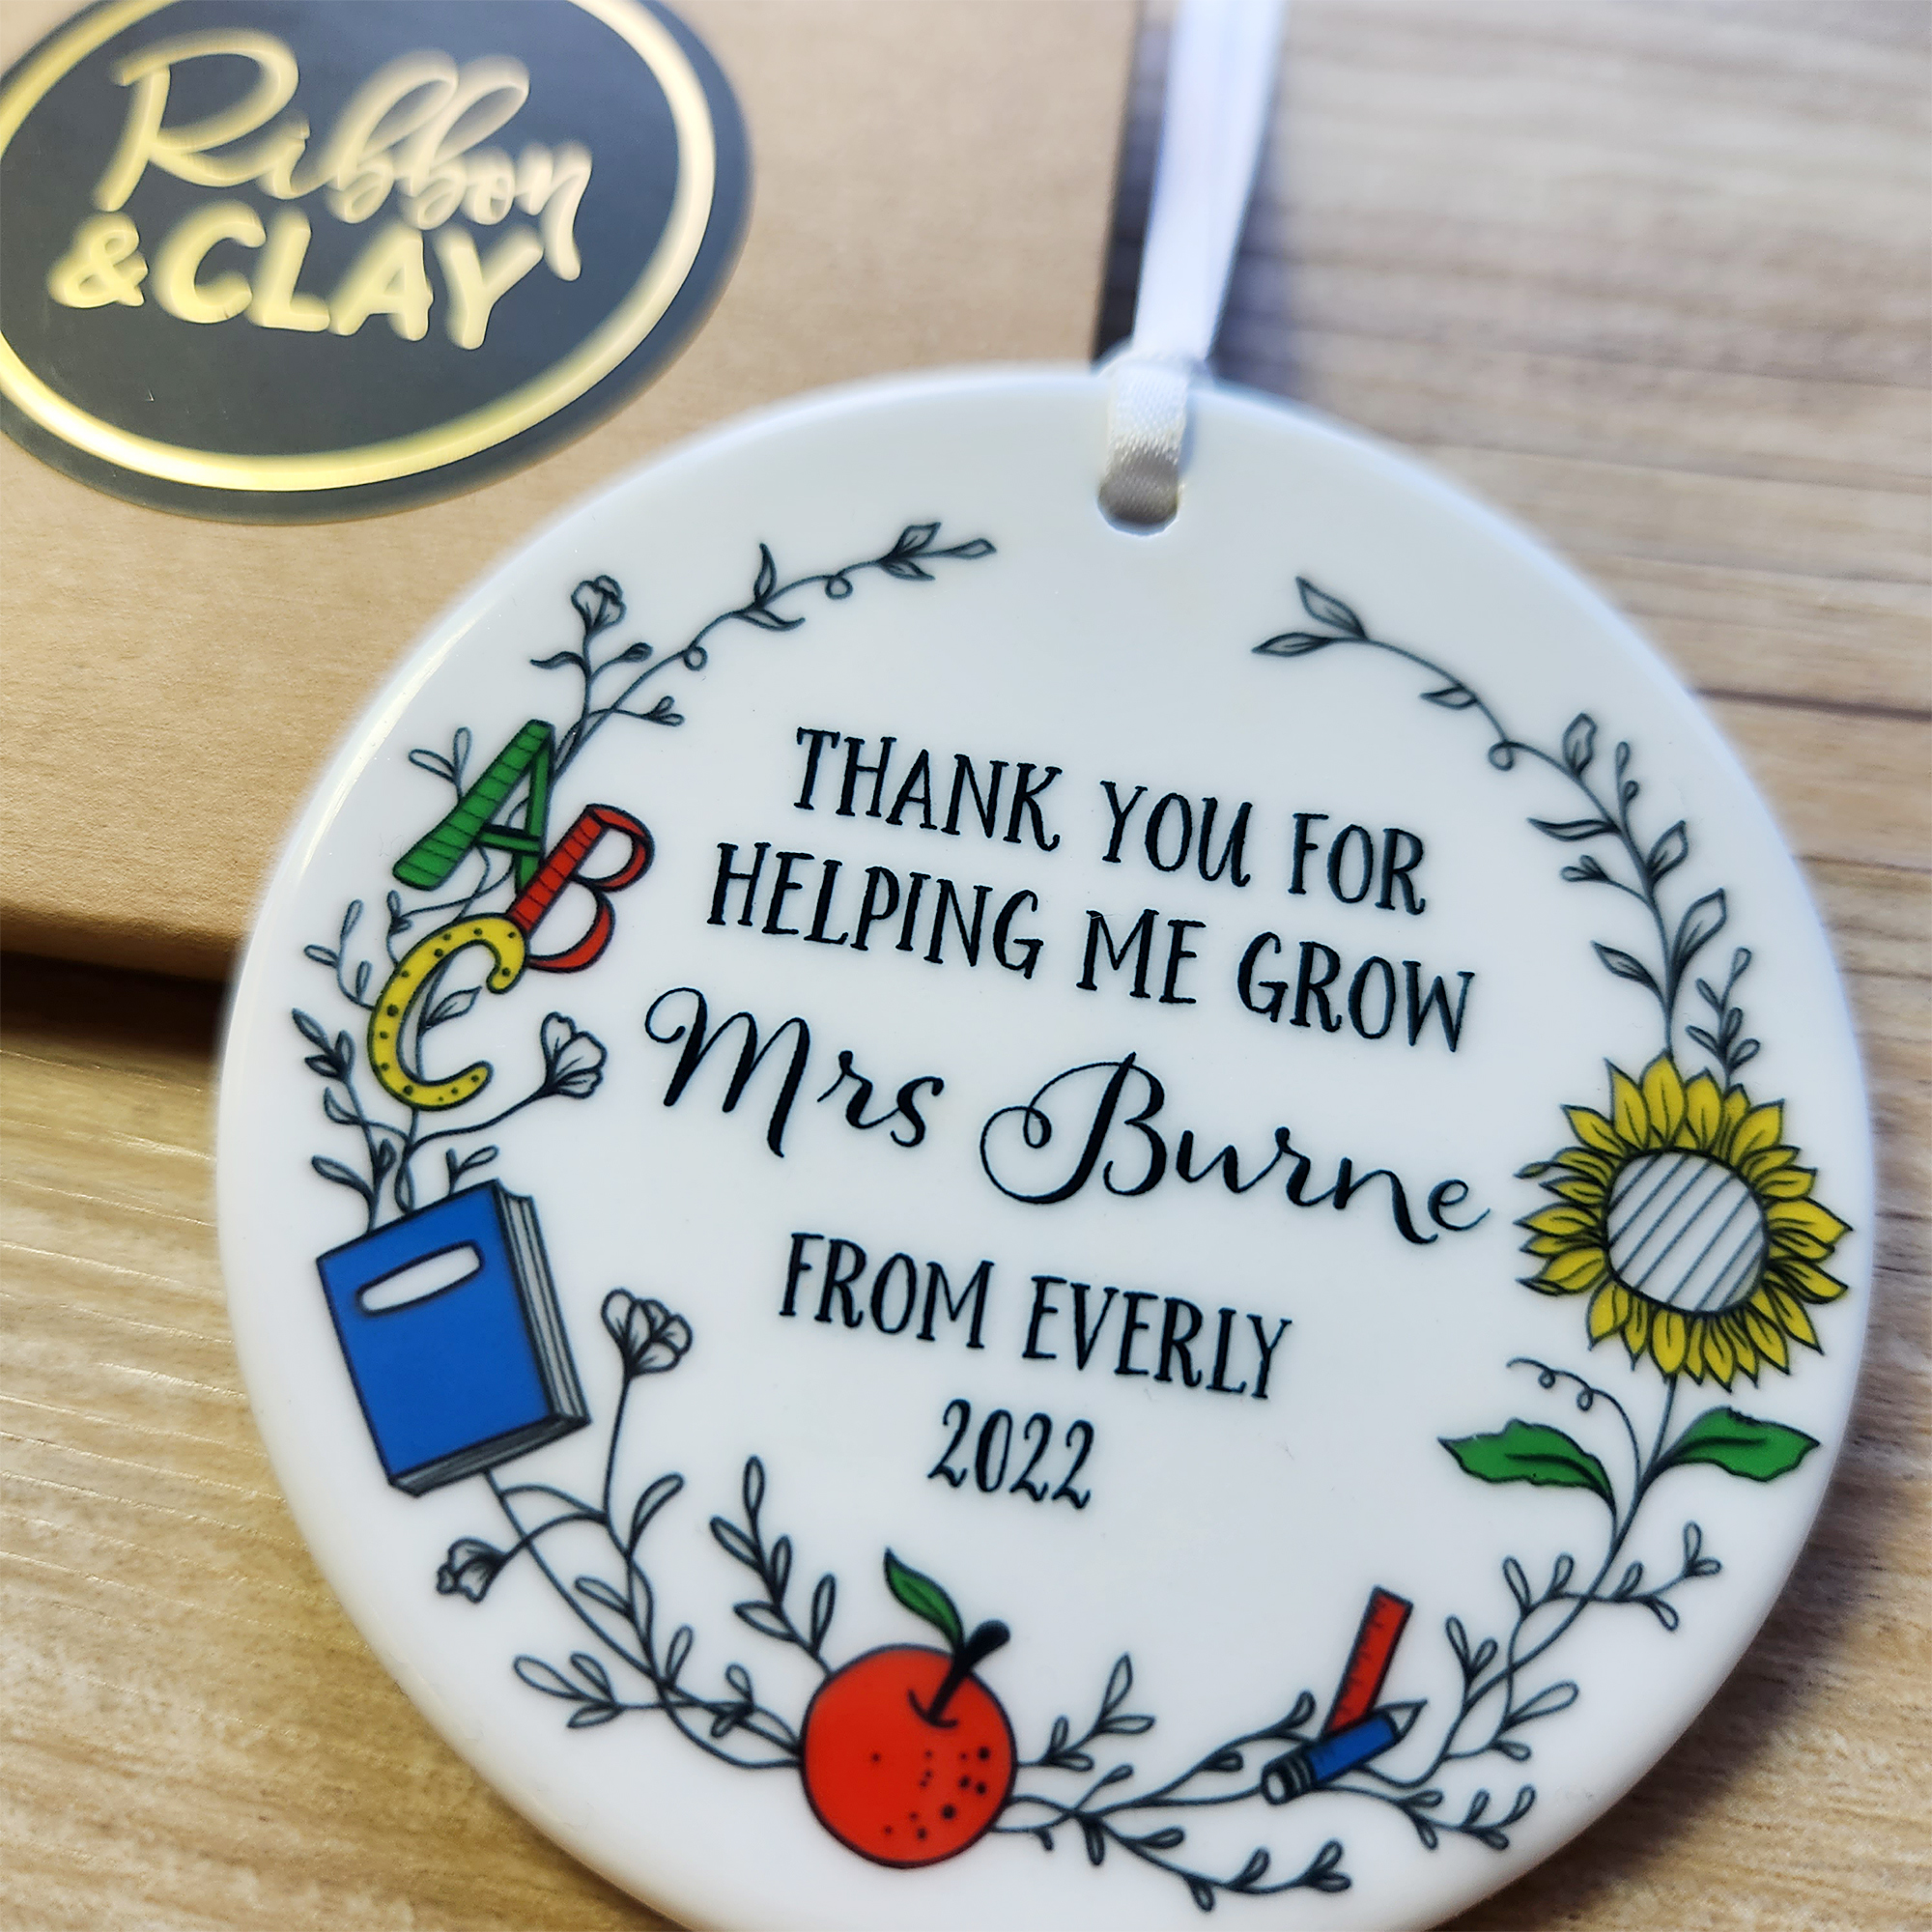 Ribbon
&CLAY
THANK YOU FOR
HELPING ME GROW
Mrs Burne
FROM EVERLY
2022
A
B
C